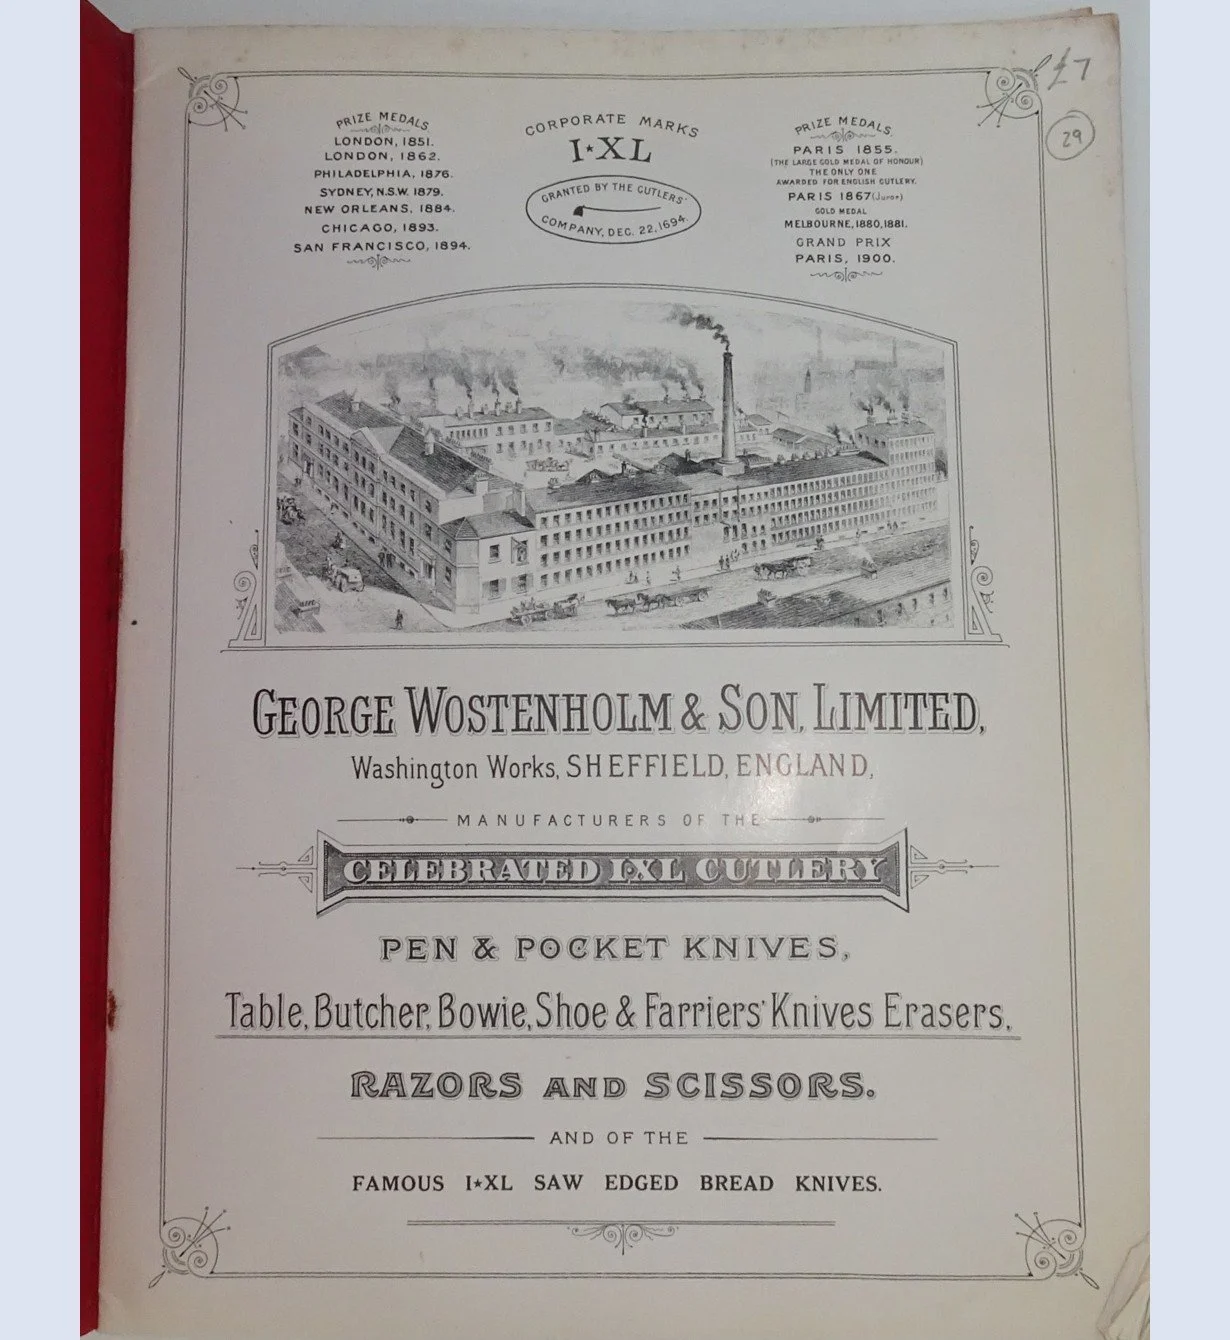 £7
29
PRIZE MEDALS
LONDON, 1851.
LONDON, 1862.
PHILADELPHIA, 1876.
SYDNEY, N.S.W. 1879.
NEW ORLEANS, 1884.
CHICAGO, 1893.
SAN FRANCISCO, 1894.
CORPORATE MARKS
I★XL
GRANTED BY THE CUTLERS'
COMPANY, DEC. 22, 1694.
PRIZE MEDALS,
PARIS 1855.
(THE LARGE GOLD MEDAL OF HONOUR)
THE ONLY ONE
AWARDED FOR ENGLISH CUTLERY.
PARIS 1867 (Juror)
GOLD MEDAL
MELBOURNE, 1880, 1881.
GRAND PRIX
PARIS, 1900.
GEORGE WOSTENHOLM & SON, LIMITED,
Washington Works, SHEFFIELD, ENGLAND,
MANUFACTURERS OF THE
CELEBRATED I★XL CUTLERY
PEN & POCKET KNIVES,
Table, Butcher, Bowie, Shoe & Farriers' Knives Erasers,
RAZORS AND SCISSORS.
AND OF THE
FAMOUS I★XL SAW EDGED BREAD KNIVES.